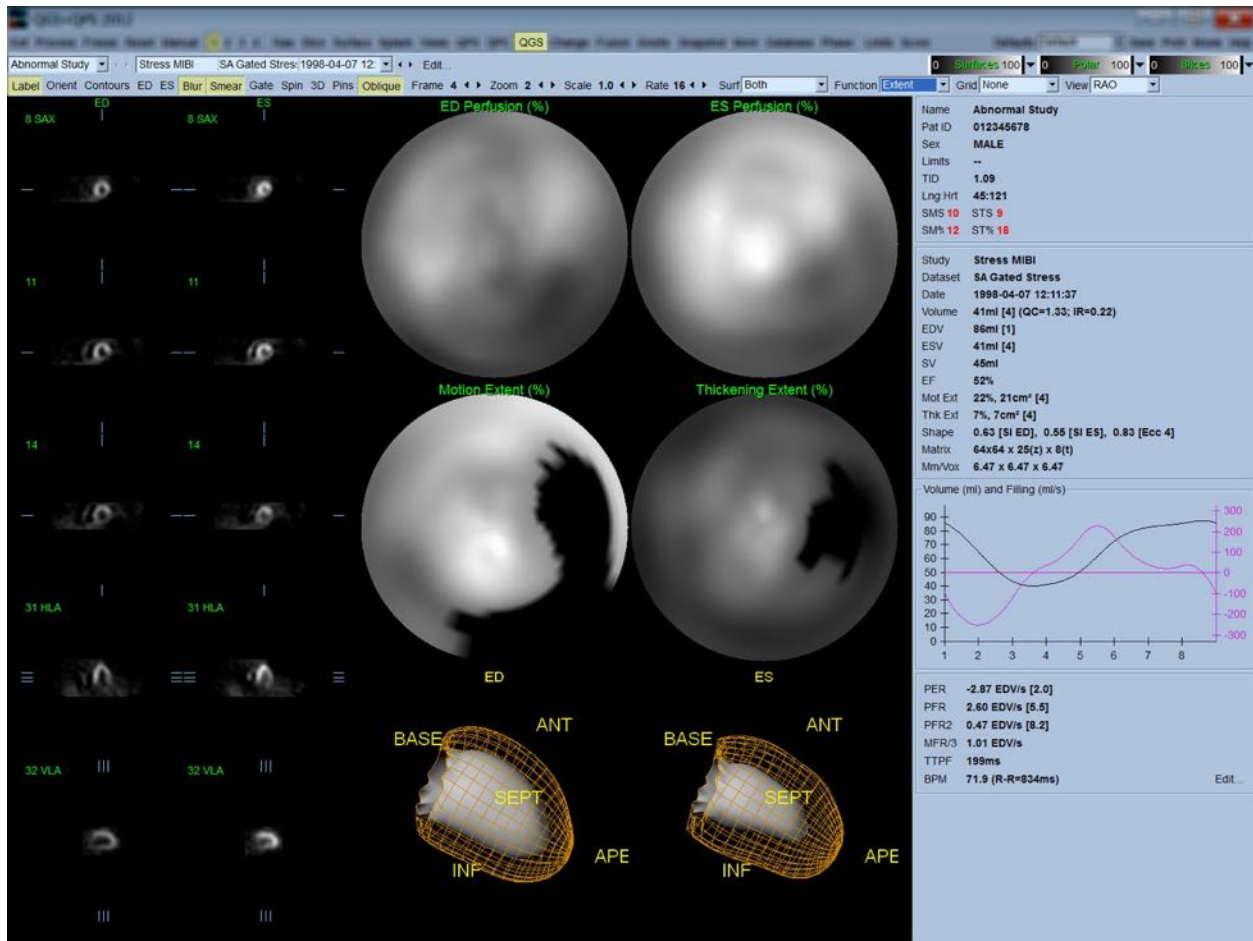 QGS+QPS 2012
QGS
Abnormal Study Stress MIBI SA Gated Stres: 1998-04-07 12: Edit...
0 Surfaces 100 0 Polar 100 0 Slices 100
Label Orient Contours ED ES Blur Smear Gate Spin 3D Pins Oblique Frame 4 Zoom 2 Scale 1.0 Rate 16 Surf Both Function Extent Grid None View RAO
ED ES
8 SAX 8 SAX
11 11
14 14
31 HLA 31 HLA
32 VLA 32 VLA
ED Perfusion (%) ES Perfusion (%)
Motion Extent (%) Thickening Extent (%)
ED ES
BASE ANT SEPT INF APE
BASE ANT SEPT INF APE
Name Abnormal Study
Pat ID 012345678
Sex MALE
Limits --
TID 1.09
Lng.Hrt 45:121
SMS 10 STS 9
SM% 12 ST% 18
Study Stress MIBI
Dataset SA Gated Stress
Date 1998-04-07 12:11:37
Volume 41ml [4] (QC=1.33; IR=0.22)
EDV 86ml [1]
ESV 41ml [4]
SV 45ml
EF 52%
Mot Ext 22%, 21cm² [4]
Thk Ext 7%, 7cm² [4]
Shape 0.63 [SI ED], 0.55 [SI ES], 0.83 [Ecc 4]
Matrix 64x64 x 25(z) x 8(t)
Mm/Vox 6.47 x 6.47 x 6.47
Volume (ml) and Filling (ml/s)
90 80 70 60 50 40 30 20 10 0
300 200 100 0 -100 -200 -300
1 2 3 4 5 6 7 8
PER -2.87 EDV/s [2.0]
PFR 2.60 EDV/s [5.5]
PFR2 0.47 EDV/s [8.2]
MFR/3 1.01 EDV/s
TTPF 199ms
BPM 71.9 (R-R=834ms) Edit...